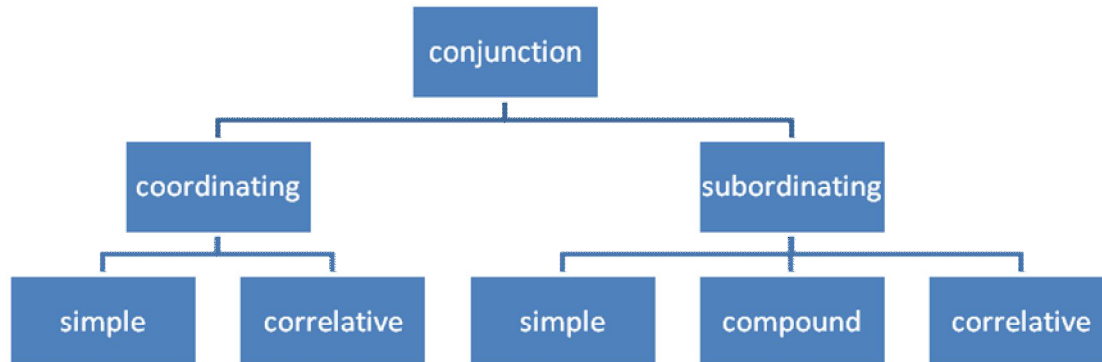 conjunction
coordinating
subordinating
simple
correlative
simple
compound
correlative